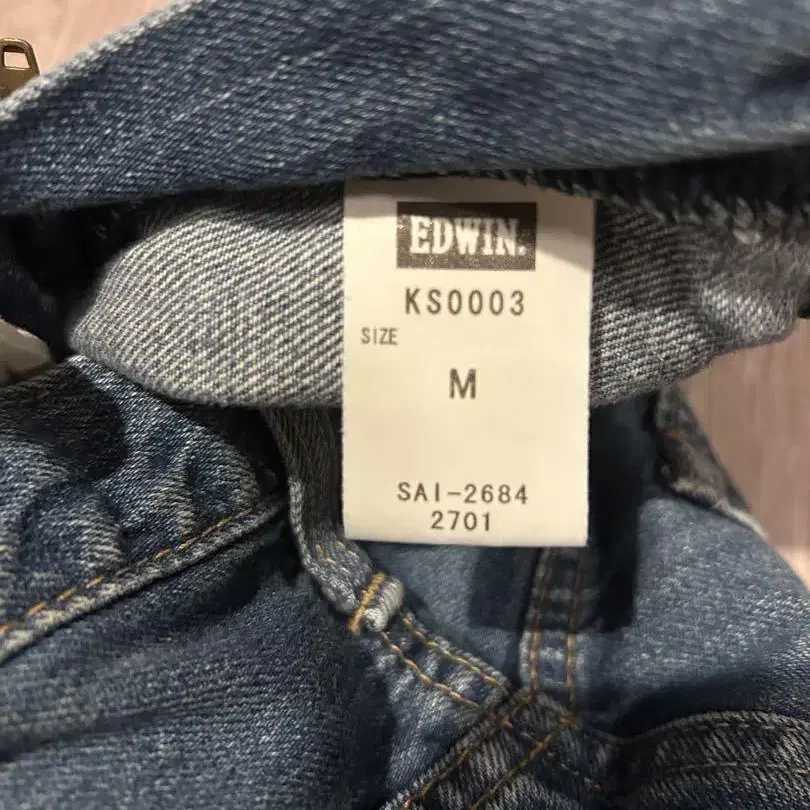 EDWIN.
KS0003
SIZE
M
SAI-2684
2701